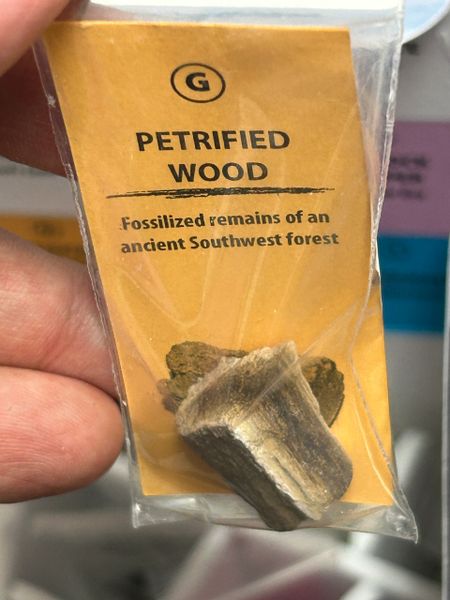 G
PETRIFIED
WOOD
Fossilized remains of an
ancient Southwest forest